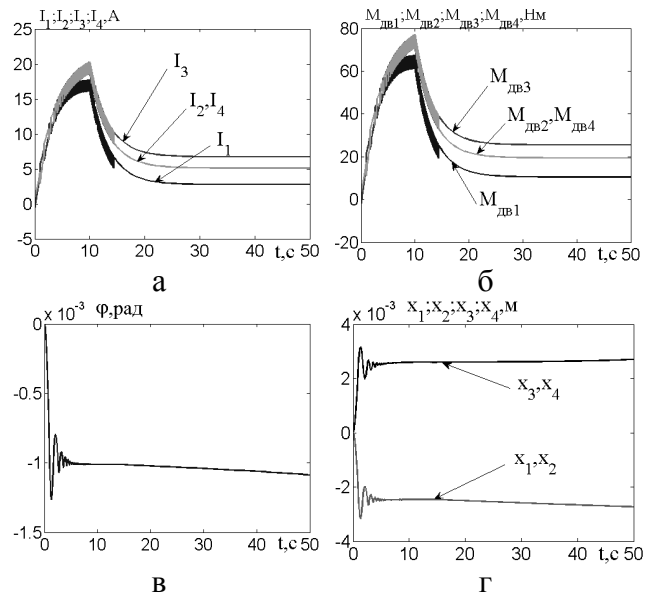 I₁;I₂;I₃;I₄,А
25
20
15
10
5
0
-5
I₃
I₂,I₄
I₁
0 10 20 30 40 50
t,с
а
Mдв1;Mдв2;Mдв3;Mдв4,Нм
80
60
40
20
0
-20
Mдв3
Mдв2,Mдв4
Mдв1
0 10 20 30 40 50
t,с
б
× 10⁻³ φ,рад
0
-0.5
-1
-1.5
0 10 20 30 40 50
t,с
в
× 10⁻³ x₁;x₂;x₃;x₄,м
4
2
0
-2
-4
x₃,x₄
x₁,x₂
0 10 20 30 40 50
t,с
г